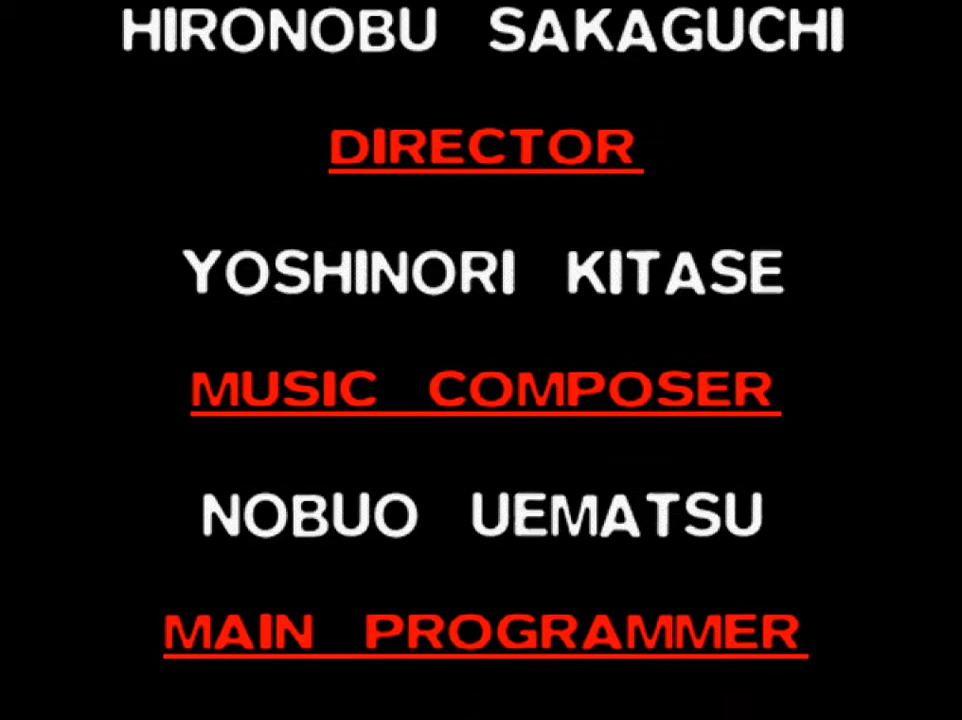 HIRONOBU SAKAGUCHI
DIRECTOR
YOSHINORI KITASE
MUSIC COMPOSER
NOBUO UEMATSU
MAIN PROGRAMMER